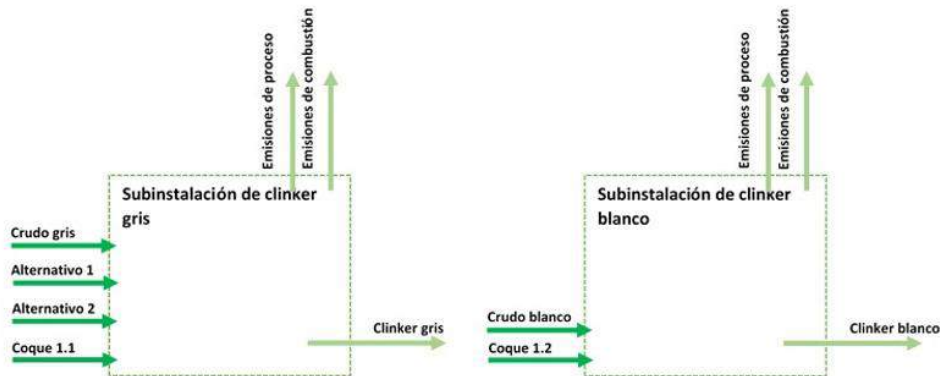 Emisiones de proceso
Emisiones de combustión
Subinstalación de clinker
gris
Crudo gris
Alternativo 1
Alternativo 2
Coque 1.1
Clinker gris
Emisiones de proceso
Emisiones de combustión
Subinstalación de clinker
blanco
Crudo blanco
Coque 1.2
Clinker blanco